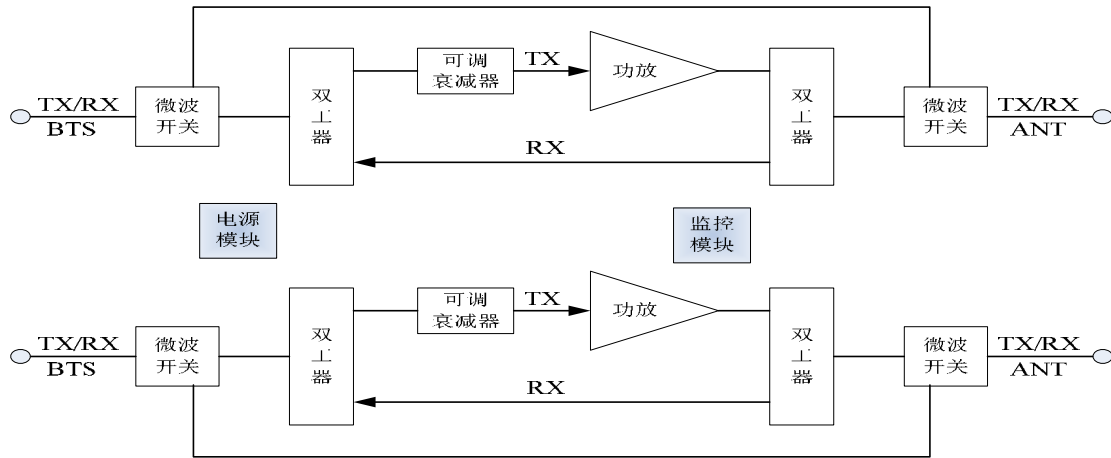 可调
衰减器
TX
功放
双
工
器
双
工
器
TX/RX
BTS
微波
开关
微波
开关
TX/RX
ANT
RX
电源
模块
监控
模块
可调
衰减器
TX
功放
双
工
器
双
工
器
TX/RX
BTS
微波
开关
微波
开关
TX/RX
ANT
RX